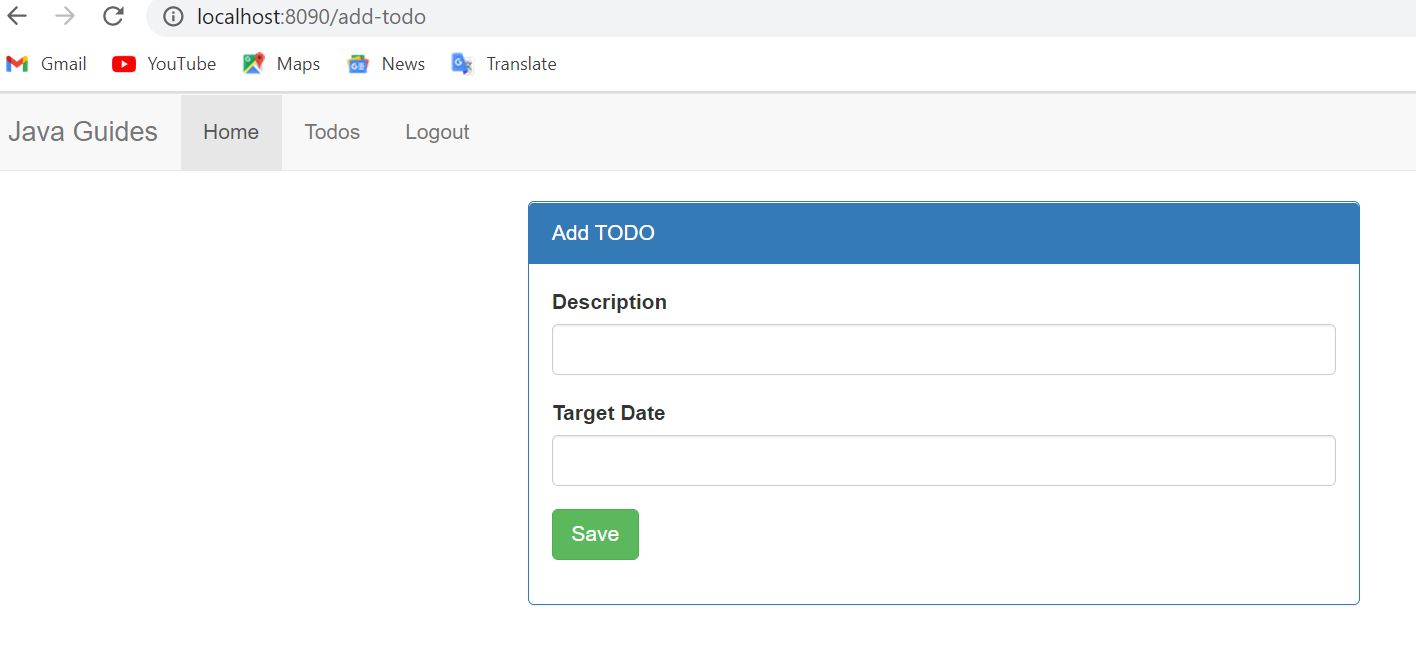 localhost:8090/add-todo
Gmail YouTube Maps News Translate
Java Guides Home Todos Logout
Add TODO
Description
Target Date
Save